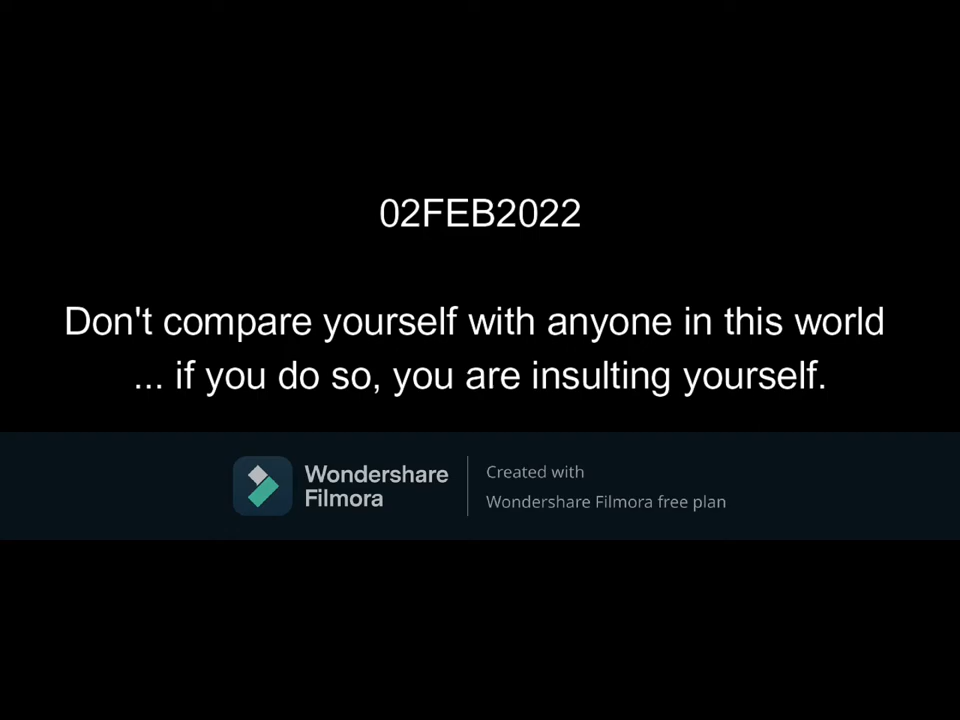 02FEB2022
Don't compare yourself with anyone in this world
... if you do so, you are insulting yourself.
Wondershare
Filmora
Created with
Wondershare Filmora free plan